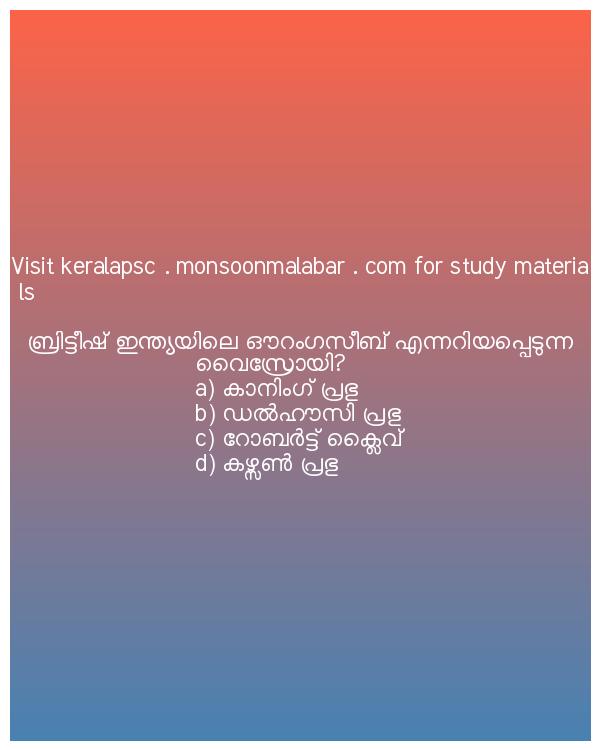 Visit keralapsc . monsoonmalabar . com for study materia
ls
ബ്രിട്ടീഷ് ഇന്ത്യയിലെ ഔറംഗസീബ് എന്നറിയപ്പെടുന്ന
വൈസ്രോയി?
a) കാനിംഗ് പ്രഭു
b) ഡൽഹൗസി പ്രഭു
c) റോബർട്ട് ക്ലൈവ്
d) കഴ്സൺ പ്രഭു